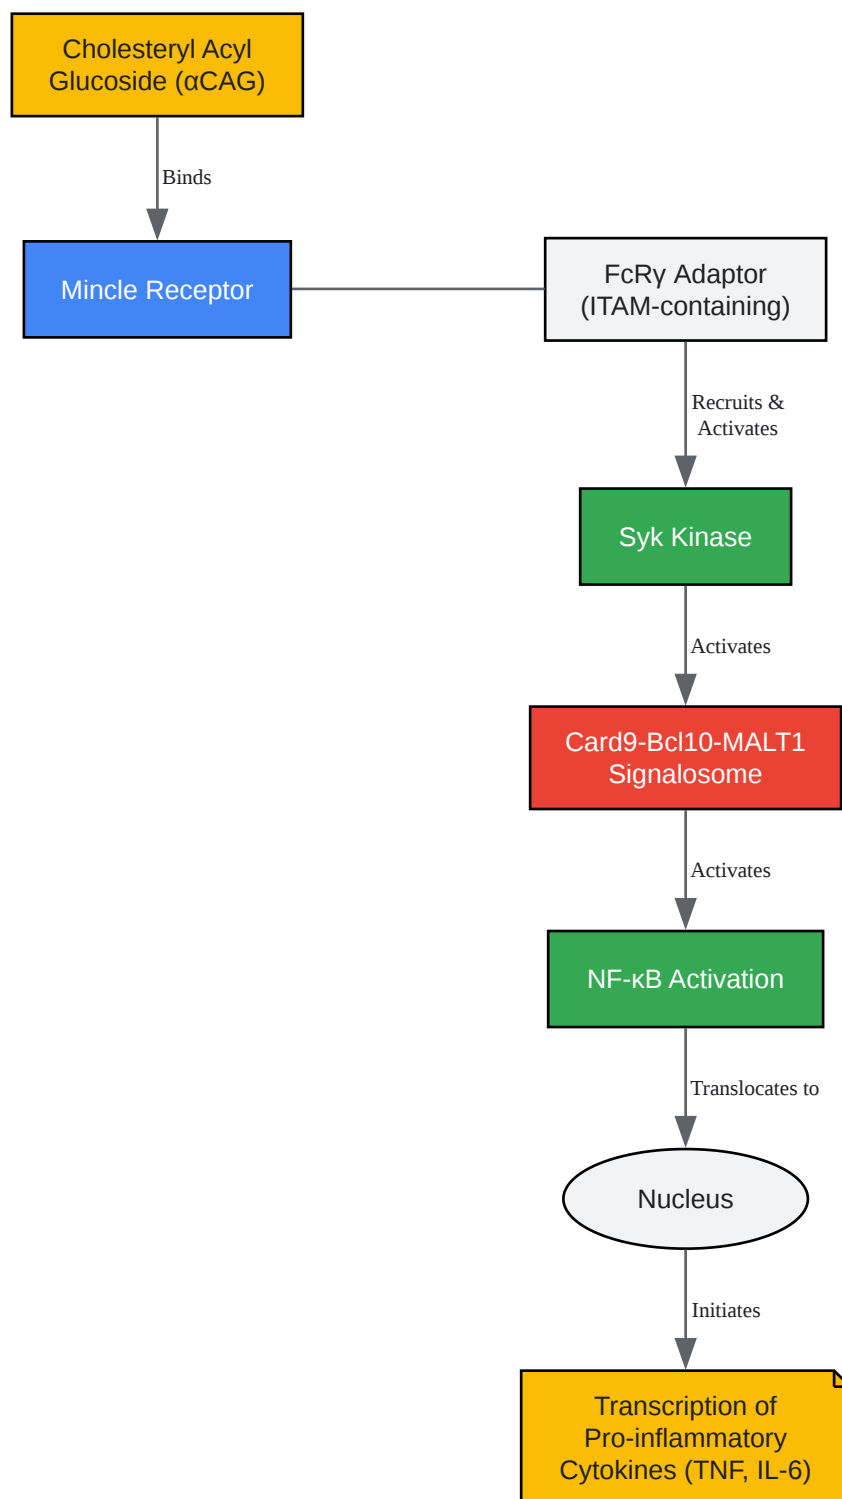 Cholesteryl Acyl
Glucoside (αCAG)
Binds
Mincle Receptor
FcRγ Adaptor
(ITAM-containing)
Recruits &
Activates
Syk Kinase
Activates
Card9-Bcl10-MALT1
Signalosome
Activates
NF-κB Activation
Translocates to
Nucleus
Initiates
Transcription of
Pro-inflammatory
Cytokines (TNF, IL-6)